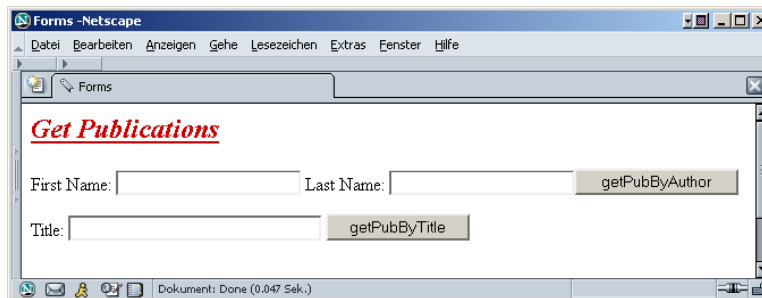 Forms -Netscape
Datei Bearbeiten Anzeigen Gehe Lesezeichen Extras Fenster Hilfe
Forms
Get Publications
First Name: Last Name: getPubByAuthor
Title: getPubByTitle
Dokument: Done (0.047 Sek.)